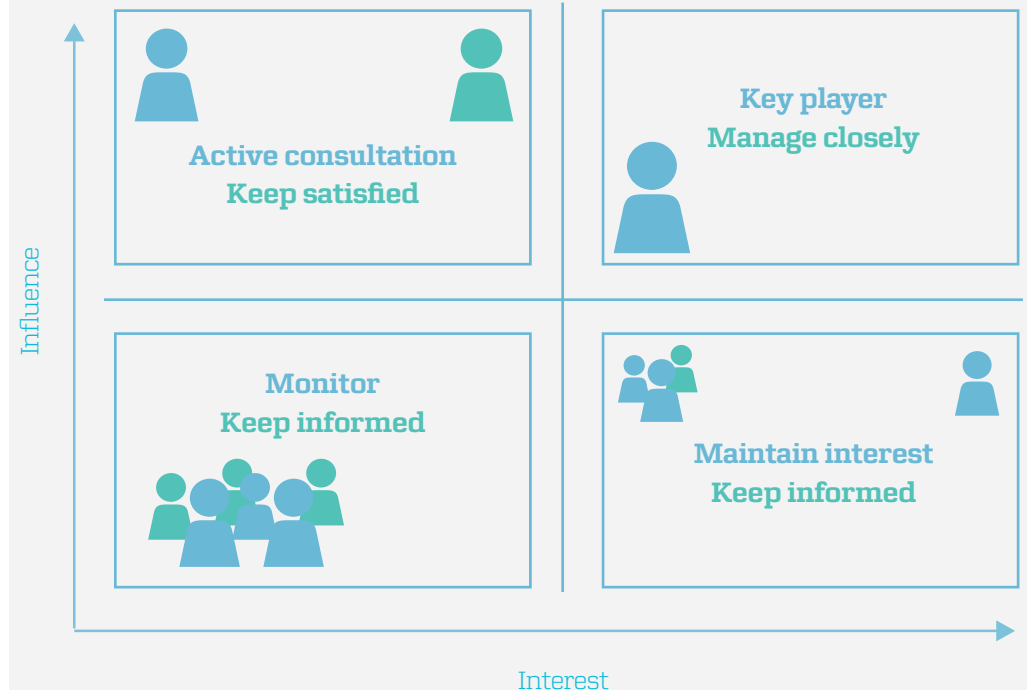 Influence
Active consultation
Keep satisfied
Key player
Manage closely
Monitor
Keep informed
Maintain interest
Keep informed
Interest